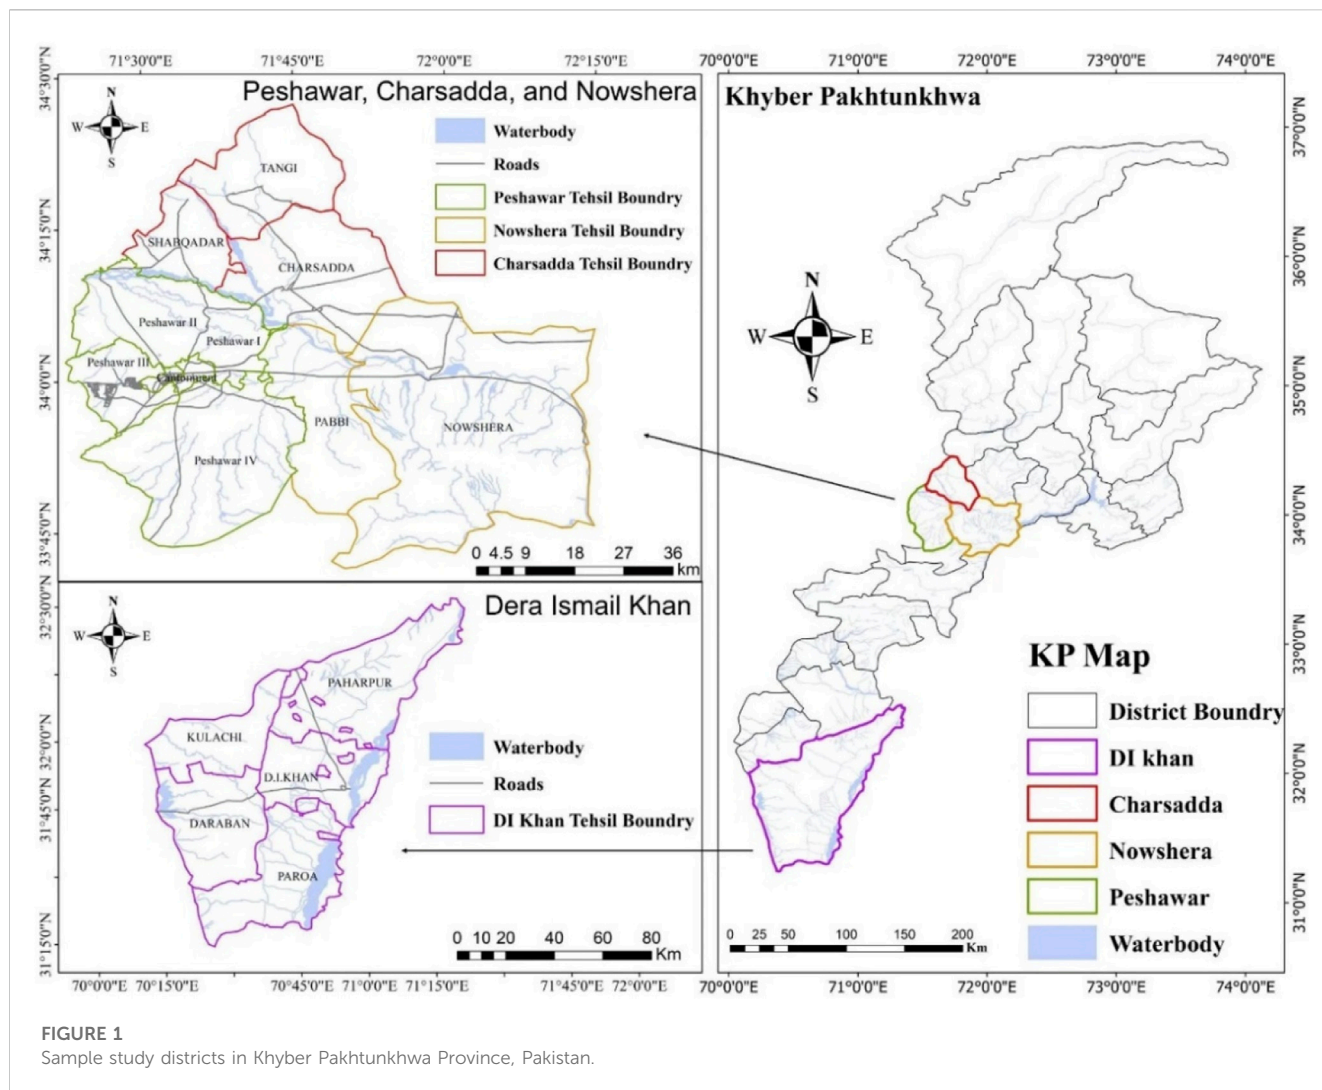 71°30'0"E 71°45'0"E 72°0'0"E 72°15'0"E
34°30'0"N
34°15'0"N
34°0'0"N
33°45'0"N
Peshawar, Charsadda, and Nowshera
N
W E
S
Waterbody
Roads
Peshawar Tehsil Boundry
Nowshera Tehsil Boundry
Charsadda Tehsil Boundry
TANGI
SHABQADAR
CHARSADDA
Peshawar II
Peshawar I
Peshawar III
Cantonment
PABBI
NOWSHERA
Peshawar IV
0 4.5 9 18 27 36
km
Dera Ismail Khan
N
W E
S
32°30'0"N
32°0'0"N
31°45'0"N
31°15'0"N
PAHARPUR
KULACHI
D.I.KHAN
DARABAN
PAROA
Waterbody
Roads
DI Khan Tehsil Boundry
0 10 20 40 60 80
Km
70°0'0"E 70°15'0"E 70°45'0"E 71°0'0"E 71°15'0"E 71°45'0"E 72°0'0"E
70°0'0"E 71°0'0"E 72°0'0"E 73°0'0"E 74°0'0"E
Khyber Pakhtunkhwa
N
W E
S
37°0'0"N
36°0'0"N
35°0'0"N
34°0'0"N
33°0'0"N
32°0'0"N
31°0'0"N
KP Map
District Boundry
DI khan
Charsadda
Nowshera
Peshawar
Waterbody
0 25 50 100 150 200
Km
70°0'0"E 71°0'0"E 72°0'0"E 73°0'0"E 74°0'0"E
FIGURE 1
Sample study districts in Khyber Pakhtunkhwa Province, Pakistan.